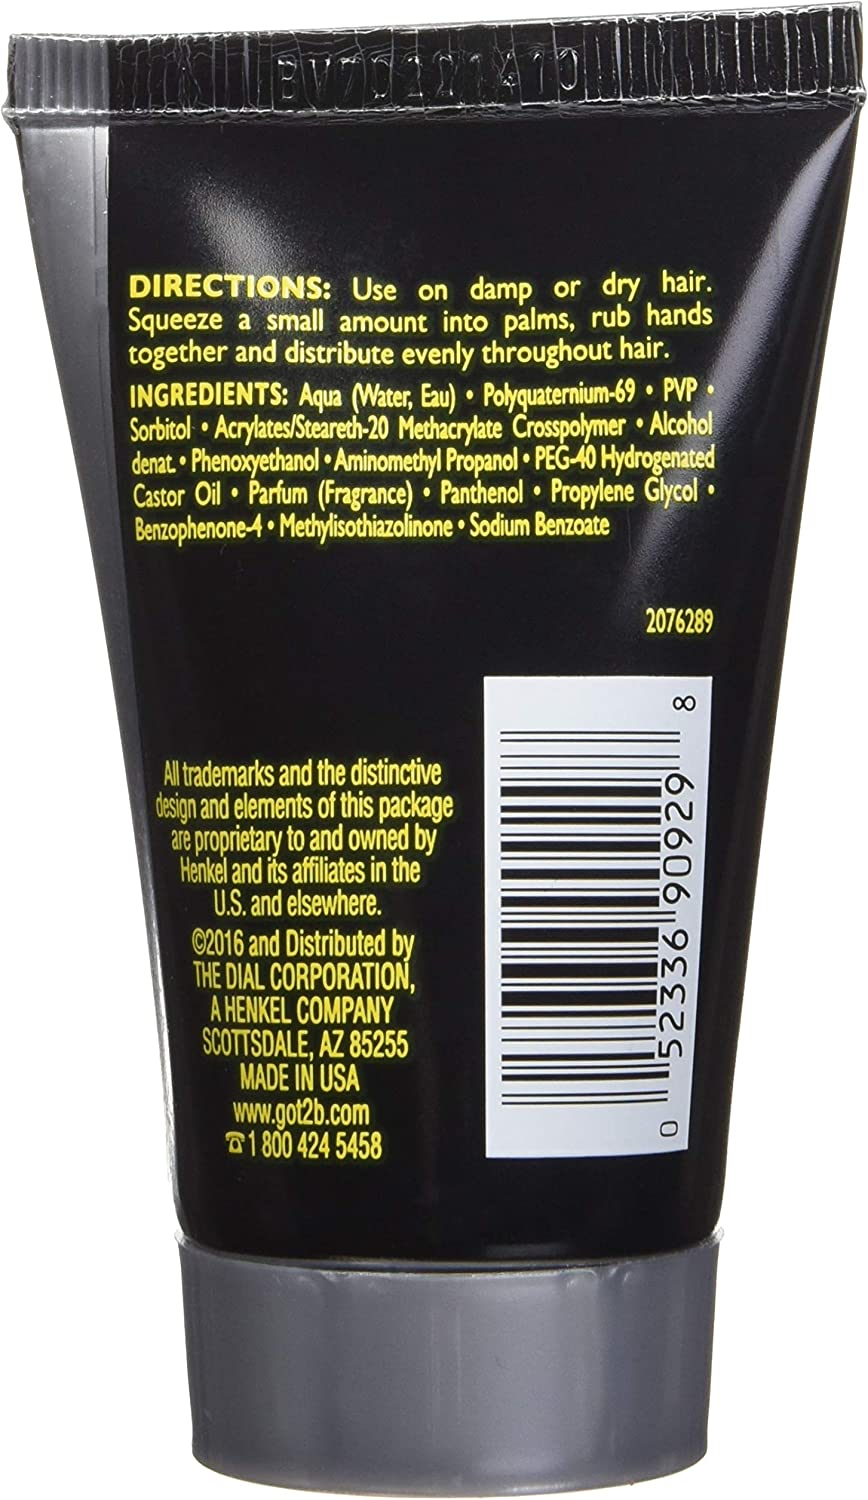 BV70221410
DIRECTIONS: Use on damp or dry hair.
Squeeze a small amount into palms, rub hands
together and distribute evenly throughout hair.
INGREDIENTS: Aqua (Water, Eau) • Polyquaternium-69 • PVP •
Sorbitol • Acrylates/Steareth-20 Methacrylate Crosspolymer • Alcohol
denat. • Phenoxyethanol • Aminomethyl Propanol • PEG-40 Hydrogenated
Castor Oil • Parfum (Fragrance) • Panthenol • Propylene Glycol •
Benzophenone-4 • Methylisothiazolinone • Sodium Benzoate
2076289
All trademarks and the distinctive
design and elements of this package
are proprietary to and owned by
Henkel and its affiliates in the
U.S. and elsewhere.
©2016 and Distributed by
THE DIAL CORPORATION,
A HENKEL COMPANY
SCOTTSDALE, AZ 85255
MADE IN USA
www.got2b.com
☎1 800 424 5458
0 52336 90929 8